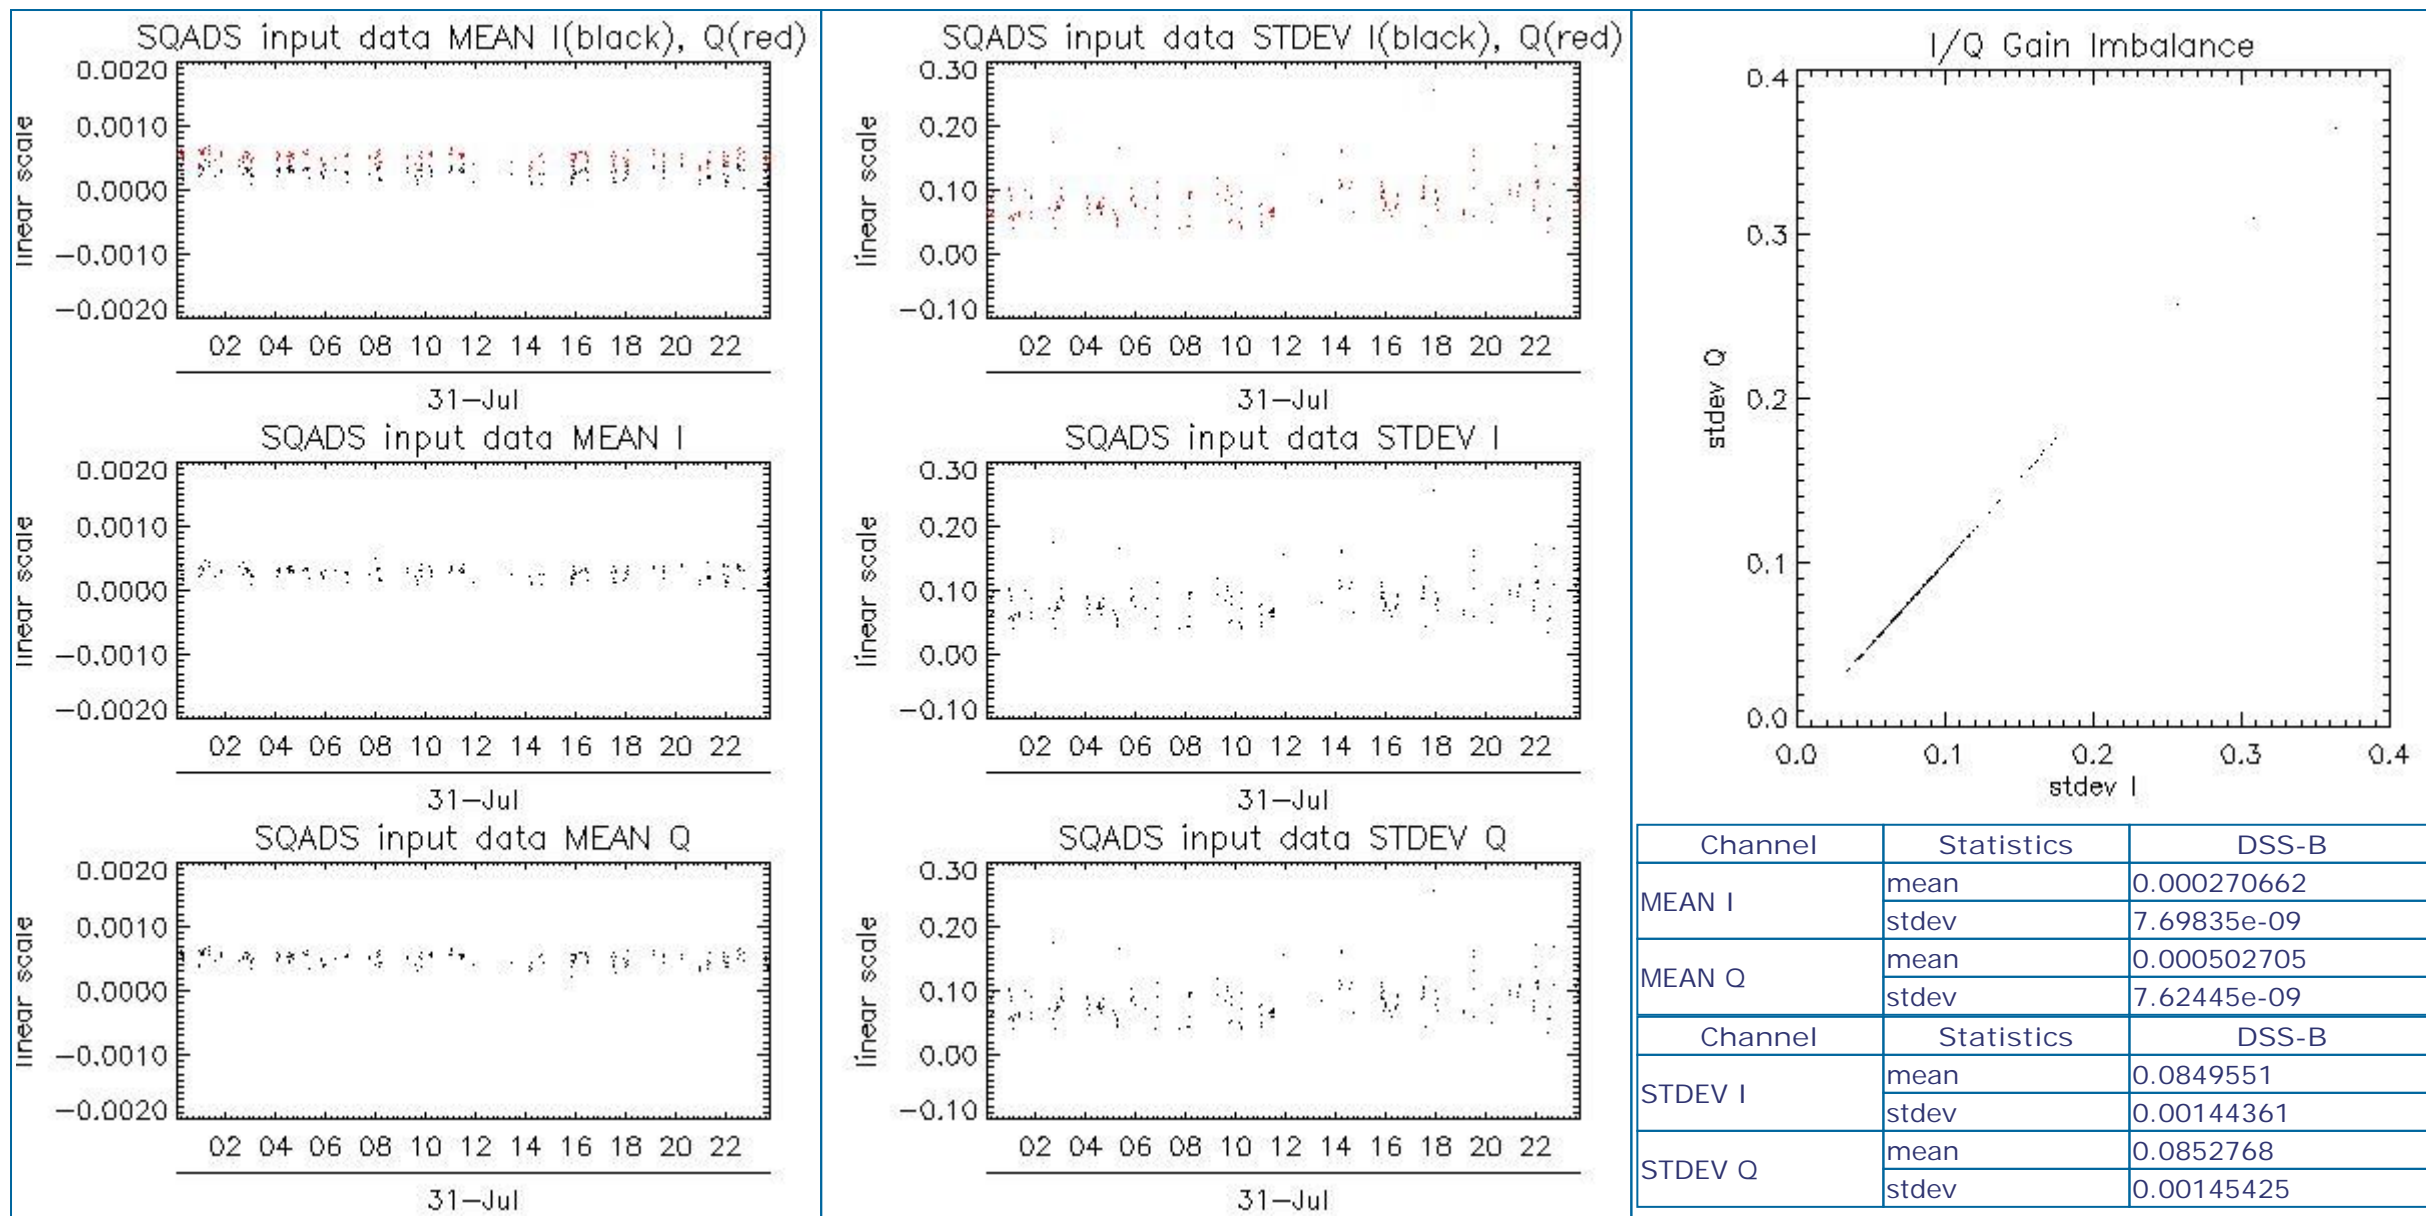 SQADS input data MEAN I(black), Q(red)
linear scale
0.0020
0.0010
0.0000
−0.0010
−0.0020
02 04 06 08 10 12 14 16 18 20 22
31−Jul
SQADS input data MEAN I
linear scale
0.0020
0.0010
0.0000
−0.0010
−0.0020
02 04 06 08 10 12 14 16 18 20 22
31−Jul
SQADS input data MEAN Q
linear scale
0.0020
0.0010
0.0000
−0.0010
−0.0020
02 04 06 08 10 12 14 16 18 20 22
31−Jul
SQADS input data STDEV I(black), Q(red)
linear scale
0.30
0.20
0.10
0.00
−0.10
02 04 06 08 10 12 14 16 18 20 22
31−Jul
SQADS input data STDEV I
linear scale
0.30
0.20
0.10
0.00
−0.10
02 04 06 08 10 12 14 16 18 20 22
31−Jul
SQADS input data STDEV Q
linear scale
0.30
0.20
0.10
0.00
−0.10
02 04 06 08 10 12 14 16 18 20 22
31−Jul
I/Q Gain Imbalance
stdev Q
0.4
0.3
0.2
0.1
0.0
0.0 0.1 0.2 0.3 0.4
stdev I
Channel Statistics DSS-B
MEAN I mean 0.000270662
stdev 7.69835e-09
MEAN Q mean 0.000502705
stdev 7.62445e-09
Channel Statistics DSS-B
STDEV I mean 0.0849551
stdev 0.00144361
STDEV Q mean 0.0852768
stdev 0.00145425